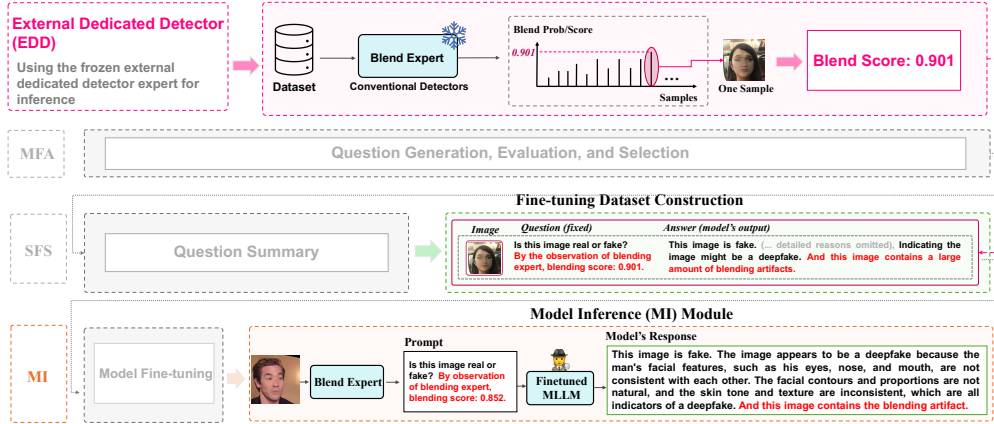 External Dedicated Detector
(EDD)
Using the frozen external
dedicated detector expert for
inference
Dataset
Blend Expert
Conventional Detectors
Blend Prob/Score
0.901
...
Samples
One Sample
Blend Score: 0.901
MFA
Question Generation, Evaluation, and Selection
Fine-tuning Dataset Construction
SFS
Question Summary
Image
Question (fixed)
Answer (model's output)
Is this image real or fake?
By the observation of blending
expert, blending score: 0.901.
This image is fake. (... detailed reasons omitted), Indicating the
image might be a deepfake. And this image contains a large
amount of blending artifacts.
Model Inference (MI) Module
MI
Model Fine-tuning
Blend Expert
Prompt
Is this image real or
fake? By observation
of blending expert,
blending score: 0.852.
Finetuned
MLLM
Model's Response
This image is fake. The image appears to be a deepfake because the
man's facial features, such as his eyes, nose, and mouth, are not
consistent with each other. The facial contours and proportions are not
natural, and the skin tone and texture are inconsistent, which are all
indicators of a deepfake. And this image contains the blending artifact.